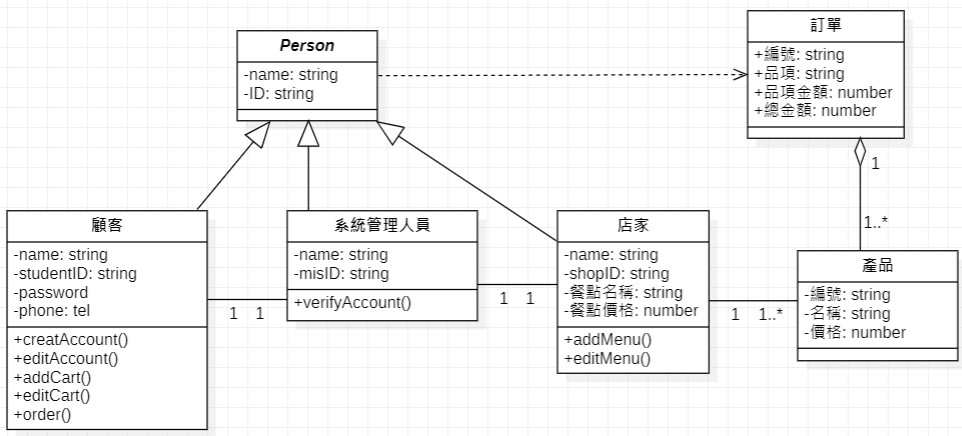 Person
-name: string
-ID: string
訂單
+編號: string
+品項: string
+品項金額: number
+總金額: number
1
1..*
顧客
-name: string
-studentID: string
-password
-phone: tel
+creatAccount()
+editAccount()
+addCart()
+editCart()
+order()
1 1
系統管理人員
-name: string
-misID: string
+verifyAccount()
1 1
店家
-name: string
-shopID: string
-餐點名稱: string
-餐點價格: number
+addMenu()
+editMenu()
1 1..*
產品
-編號: string
-名稱: string
-價格: number